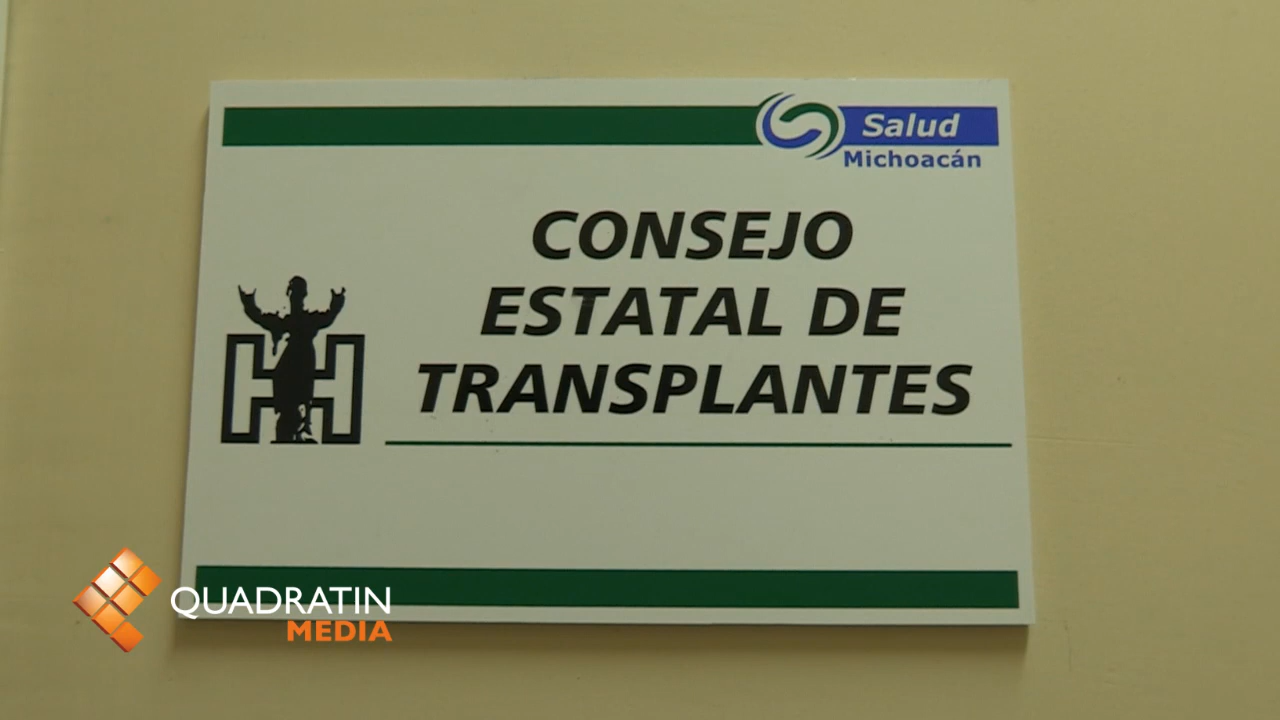 Salud
Michoacán
CONSEJO
ESTATAL DE
TRANSPLANTES
QUADRATIN
MEDIA